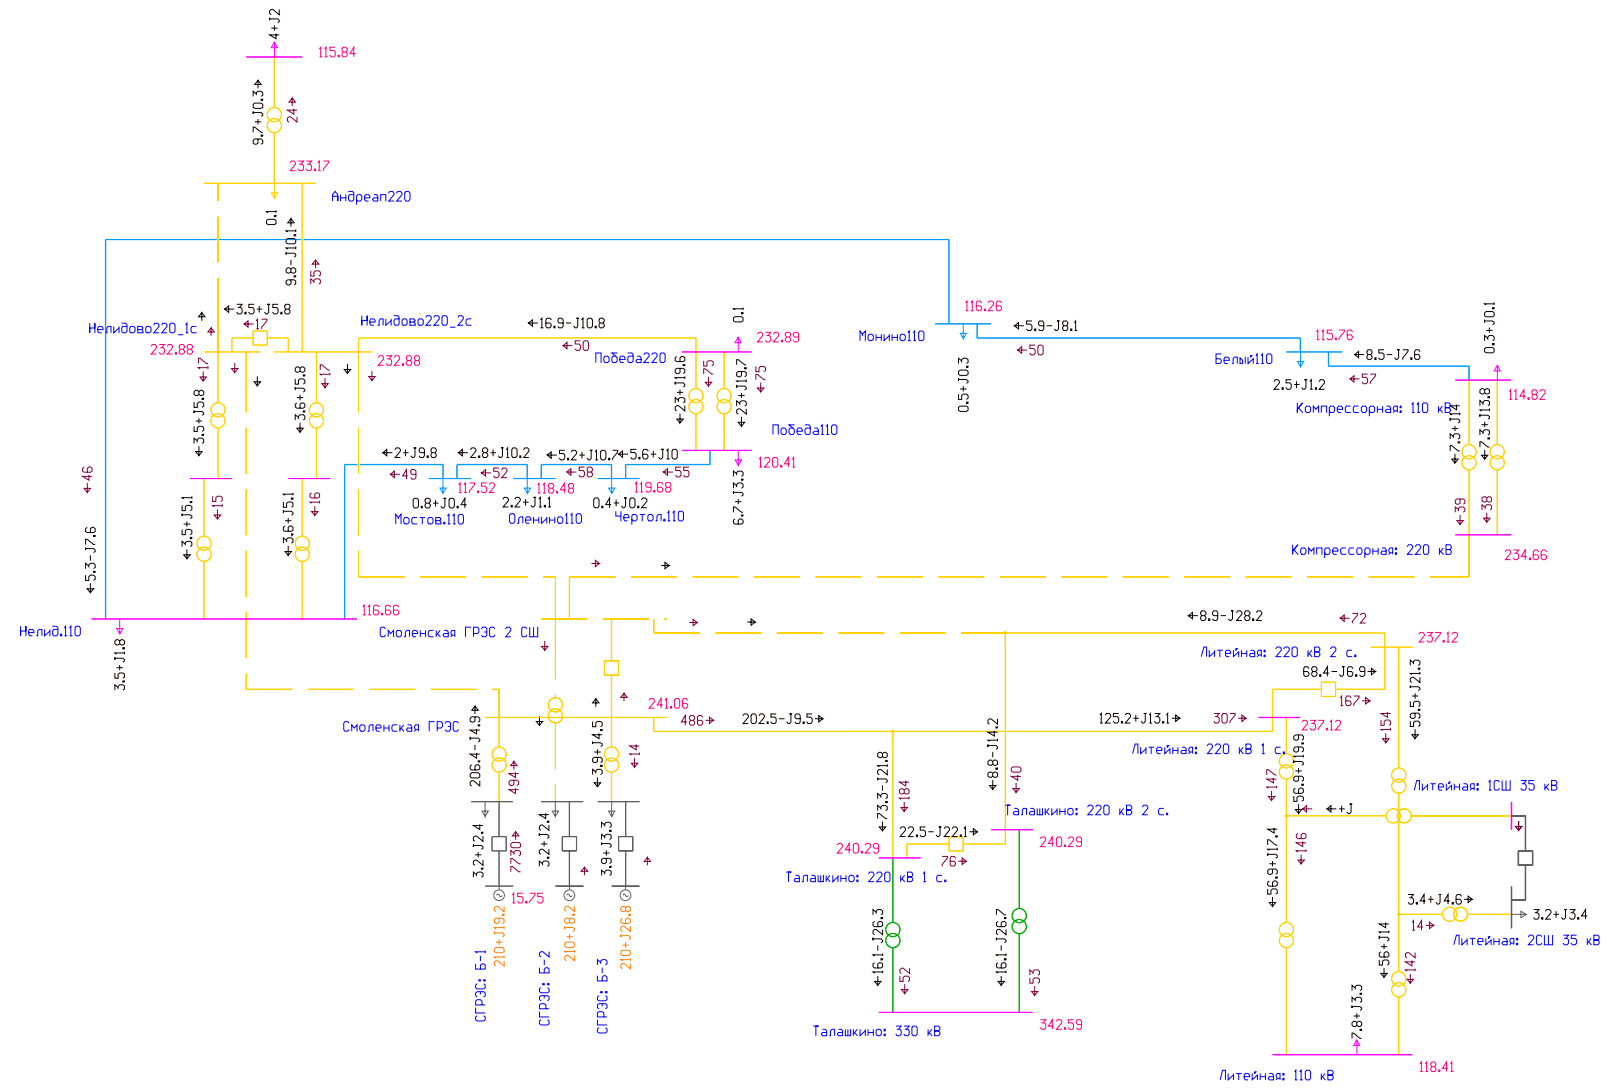 4+J2
115.84
9.7+J0.3
24
233.17
Андреап220
0.1
9.8-J10.1
35
3.5+J5.8
17
Нелидово220_1с
232.88
Нелидово220_2с
232.88
16.9-J10.8
50
0.1
232.89
Победа220
116.26
Монино110
5.9-J8.1
50
0.5+J0.3
115.76
Белый110
2.5+J1.2
8.5-J7.6
57
0.3+J0.1
114.82
Компрессорная: 110 кВ
7.3+J14
7.3+J13.8
39
38
Компрессорная: 220 кВ
234.66
17
3.5+J5.8
3.6+J5.8
17
23+J19.6
75
23+J19.7
75
Победа110
120.41
6.7+J3.3
2+J9.8
49
2.8+J10.2
52
5.2+J10.7
58
5.6+J10
55
117.52
118.48
119.68
0.8+J0.4
2.2+J1.1
0.4+J0.2
Мостов.110
Оленино110
Чертол.110
46
5.3-J7.6
3.5+J5.1
15
3.6+J5.1
16
116.66
Нелид.110
3.5+J1.8
Смоленская ГРЭС 2 СШ
8.9-J28.2
72
237.12
Литейная: 220 кВ 2 с.
68.4-J6.9
167
241.06
Смоленская ГРЭС
486
202.5-J9.5
125.2+J13.1
307
237.12
Литейная: 220 кВ 1 с.
154
59.5+J21.3
206.4-J4.9
494
3.9+J4.5
14
73.3-J21.8
184
8.8-J14.2
40
147
56.9+J19.9
Литейная: 1СШ 35 кВ
+J
Талашкино: 220 кВ 2 с.
22.5-J22.1
76
240.29
240.29
Талашкино: 220 кВ 1 с.
3.2+J2.4
7730
3.2+J2.4
3.9+J3.3
15.75
210+J19.2
210+J8.2
210+J26.8
СГРЭС: Б-1
СГРЭС: Б-2
СГРЭС: Б-3
56.9+J17.4
146
3.4+J4.6
14
3.2+J3.4
Литейная: 2СШ 35 кВ
16.1-J26.3
52
16.1-J26.7
53
56+J14
142
7.8+J3.3
Талашкино: 330 кВ
342.59
118.41
Литейная: 110 кВ